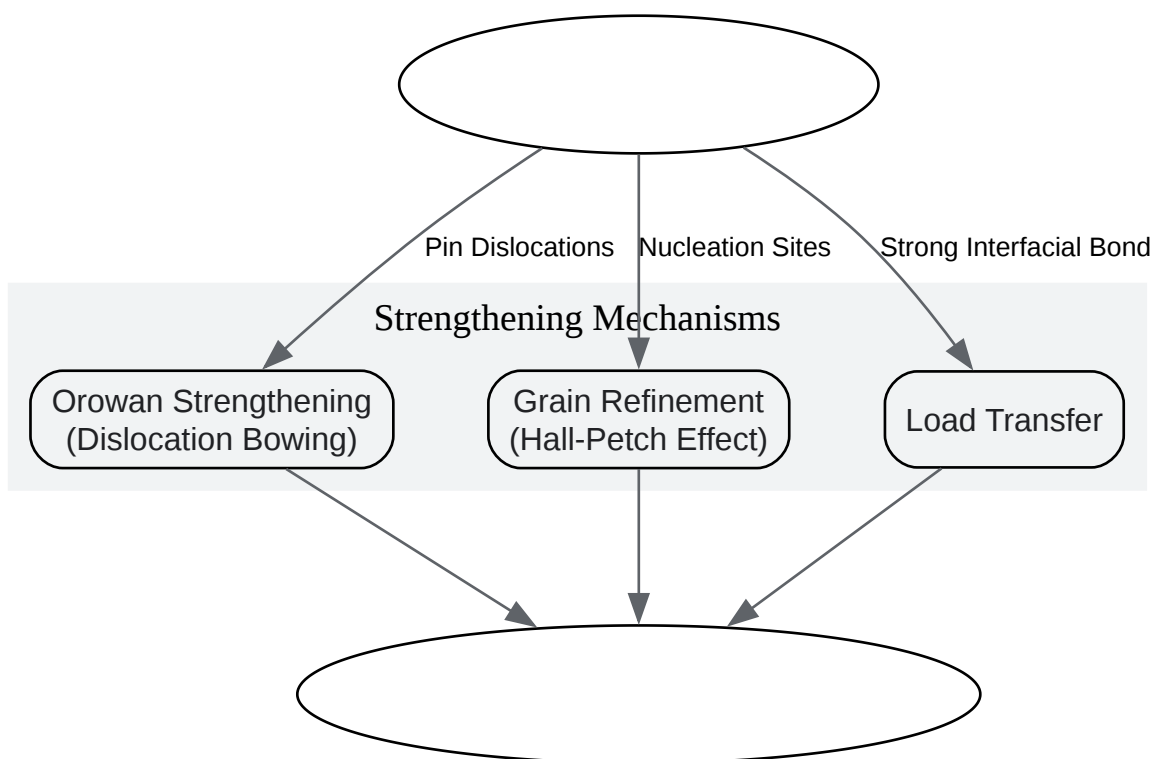 Pin Dislocations
Nucleation Sites
Strong Interfacial Bond
Strengthening Mechanisms
Orowan Strengthening
(Dislocation Bowing)
Grain Refinement
(Hall-Petch Effect)
Load Transfer